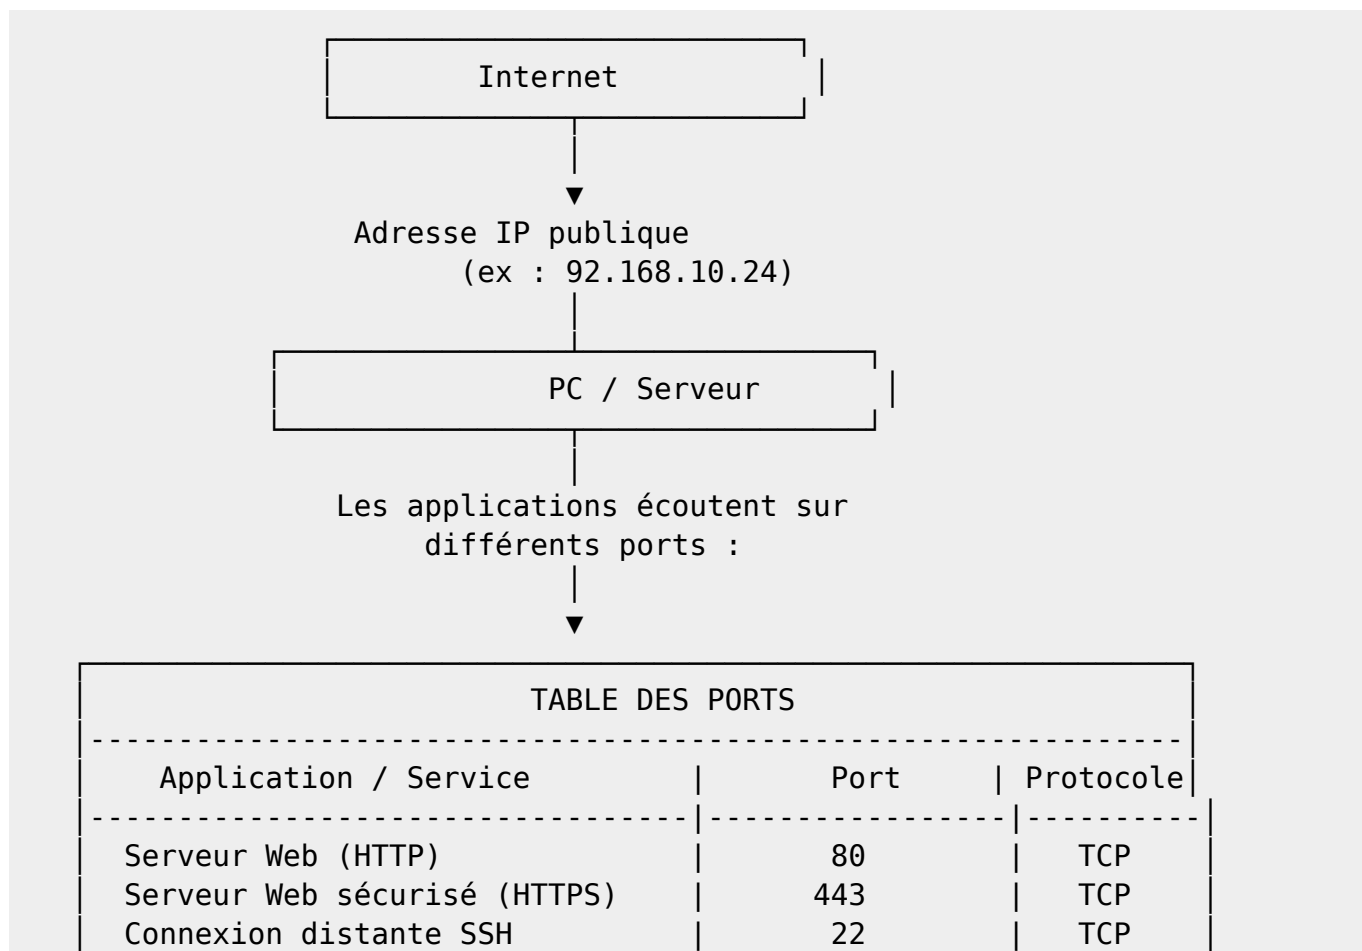 Internet
Adresse IP publique
(ex : 92.168.10.24)
PC / Serveur
Les applications écoutent sur
différents ports :
TABLE DES PORTS
Application / Service | Port | Protocole
Serveur Web (HTTP) | 80 | TCP
Serveur Web sécurisé (HTTPS) | 443 | TCP
Connexion distante SSH | 22 | TCP